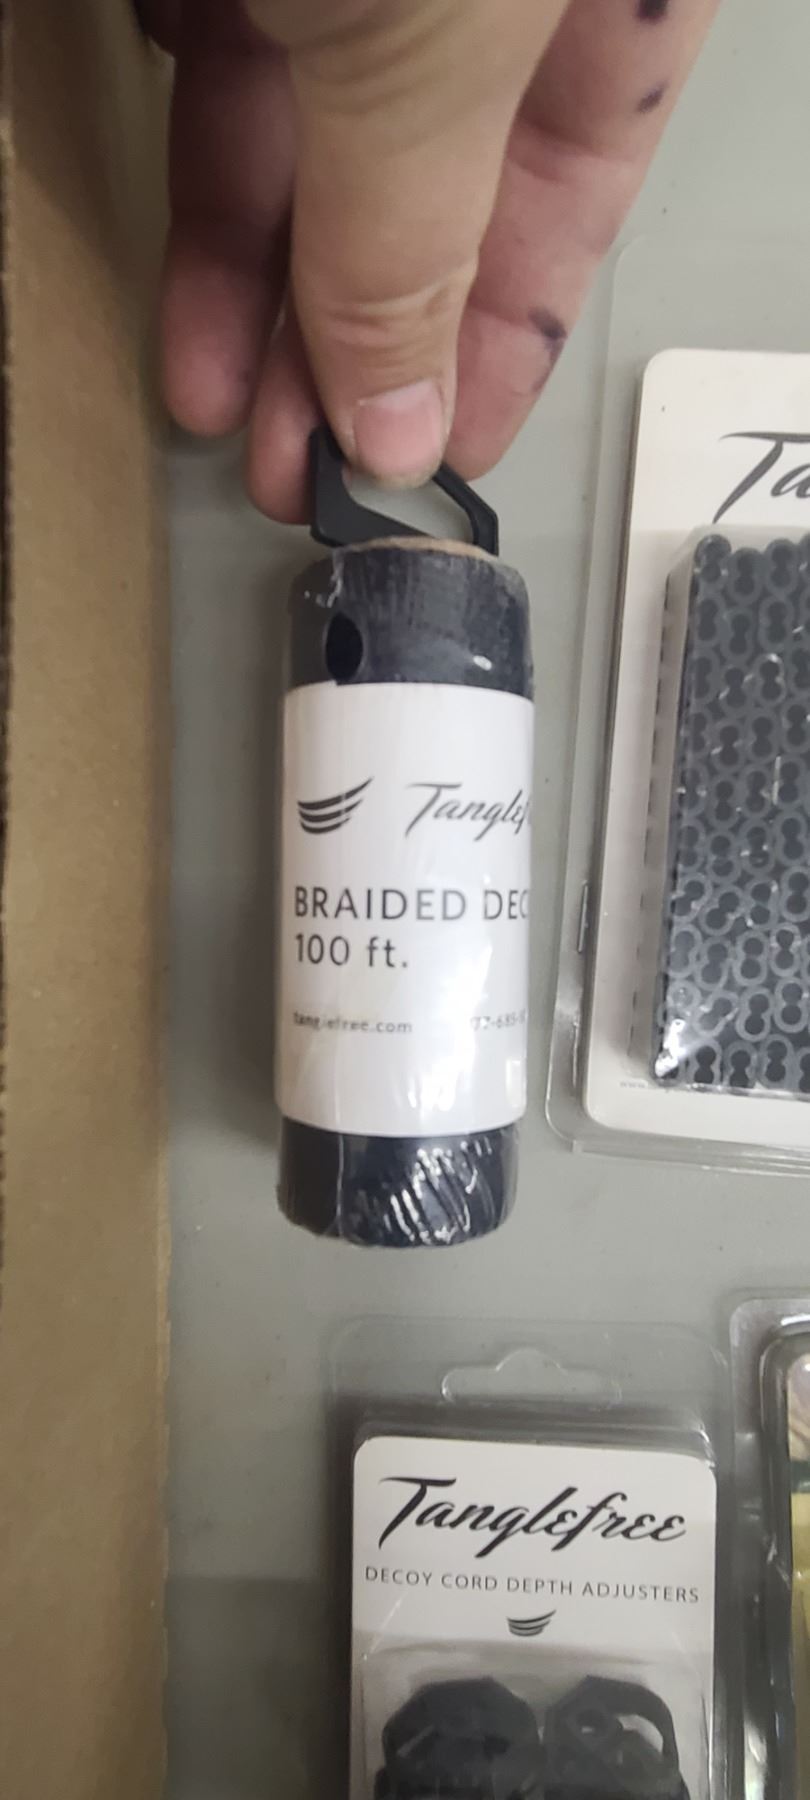 Tanglef
BRAIDED DEC
100 ft.
tanglefree.com
Ta
Tanglefree
DECOY CORD DEPTH ADJUSTERS